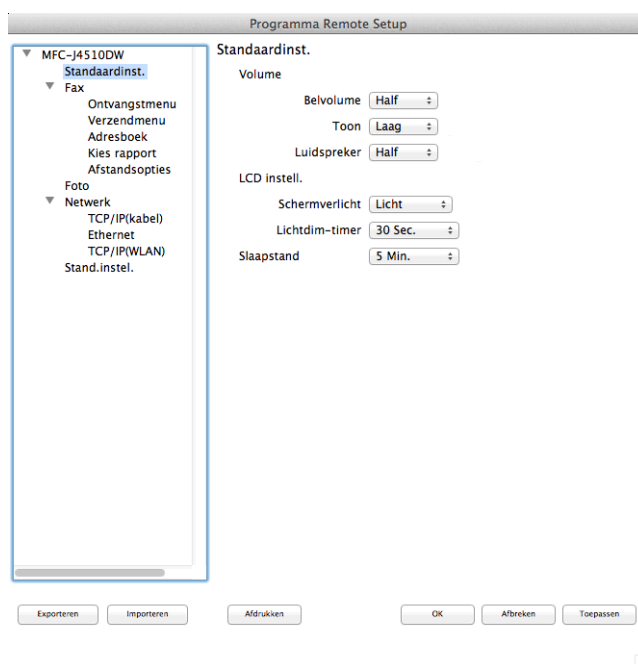 Programma Remote Setup
MFC-J4510DW
Standaardinst.
Fax
Ontvangstmenu
Verzendmenu
Adresboek
Kies rapport
Afstandsopties
Foto
Netwerk
TCP/IP(kabel)
Ethernet
TCP/IP(WLAN)
Stand.instel.
Standaardinst.
Volume
Belvolume Half
Toon Laag
Luidspreker Half
LCD instell.
Schermverlicht Licht
Lichtdim-timer 30 Sec.
Slaapstand 5 Min.
Exporteren Importeren Afdrukken OK Afbreken Toepassen